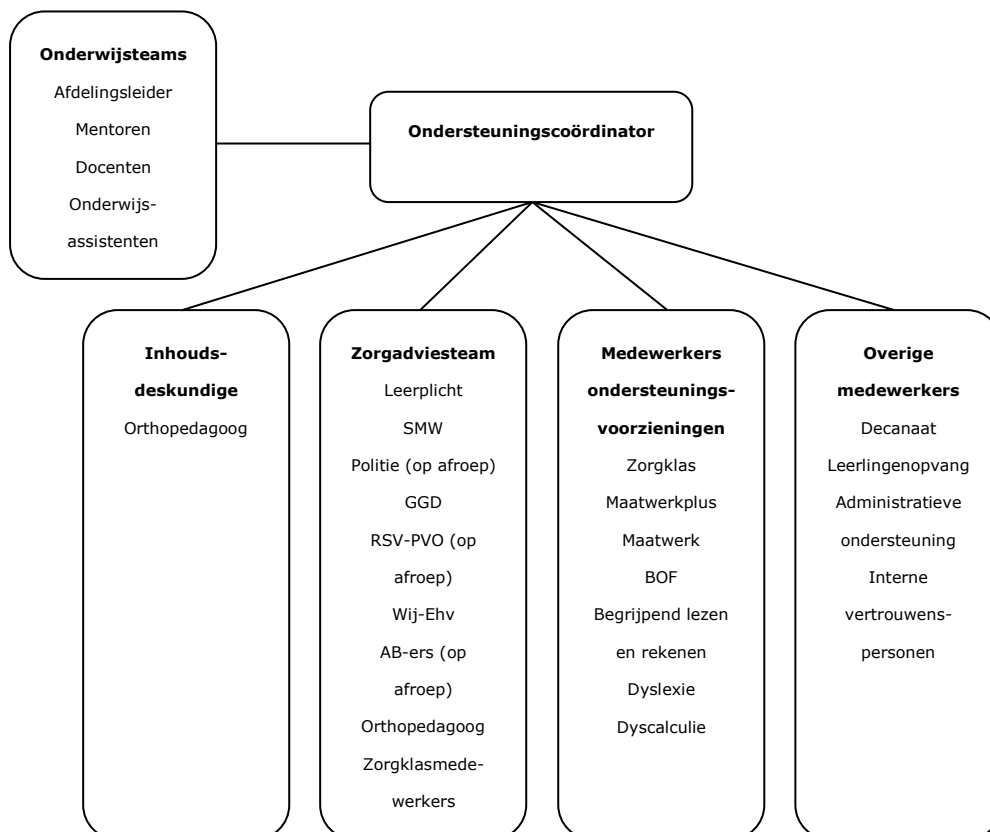 Onderwijsteams
Afdelingsleider
Mentoren
Docenten
Onderwijs-
assistenten
Ondersteuningscoördinator
Inhouds-
deskundige
Orthopedagoog
Zorgadviesteam
Leerplicht
SMW
Politie (op afroep)
GGD
RSV-PVO (op
afroep)
Wij-Ehv
AB-ers (op
afroep)
Orthopedagoog
Zorgklasmede-
werkers
Medewerkers
ondersteunings-
voorzieningen
Zorgklas
Maatwerkplus
Maatwerk
BOF
Begrijpend lezen
en rekenen
Dyslexie
Dyscalculie
Overige
medewerkers
Decanaat
Leerlingenopvang
Administratieve
ondersteuning
Interne
vertrouwens-
personen